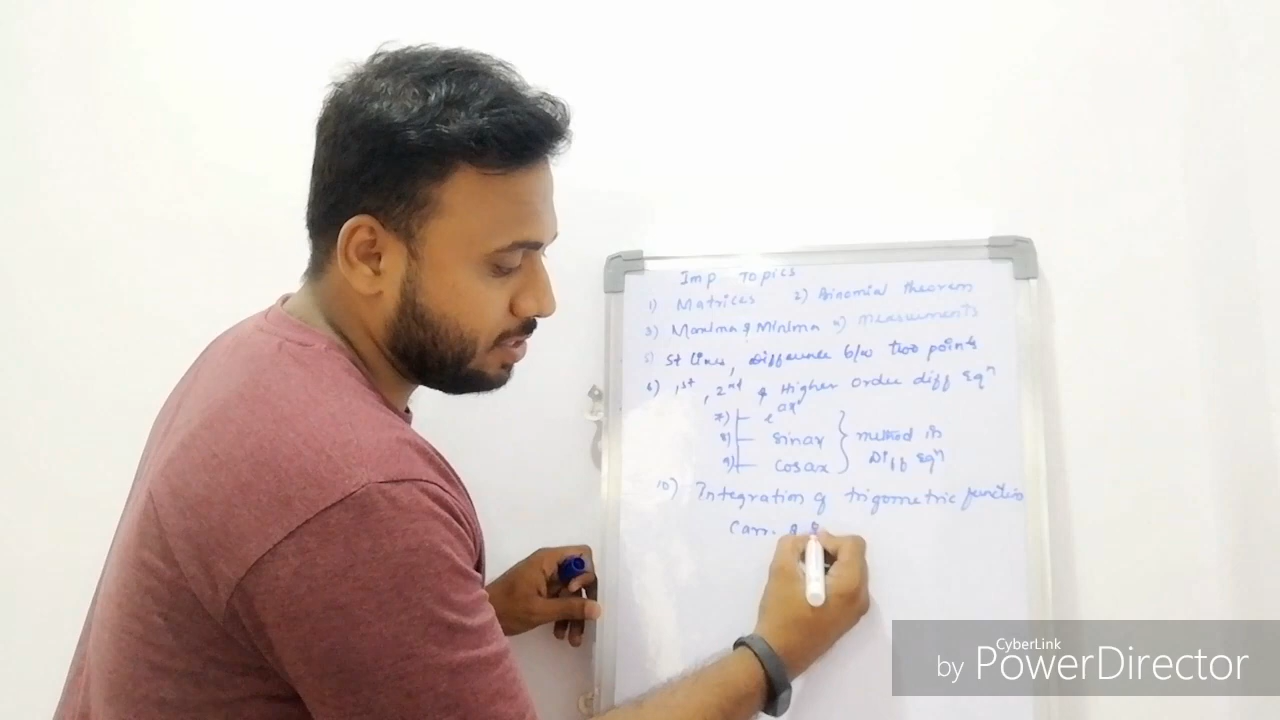 Imp Topics
1) Matrices 2) Binomial Theorem
3) Maxima & Minima 4) Measurements
5) St lines, Difference b/w two points
6) 1st, 2nd & Higher Order diff Eqn
7) eax
8) sinax } method in
9) cosax Diff Eqn
10) Integration of trigometric functions
CyberLink
by PowerDirector